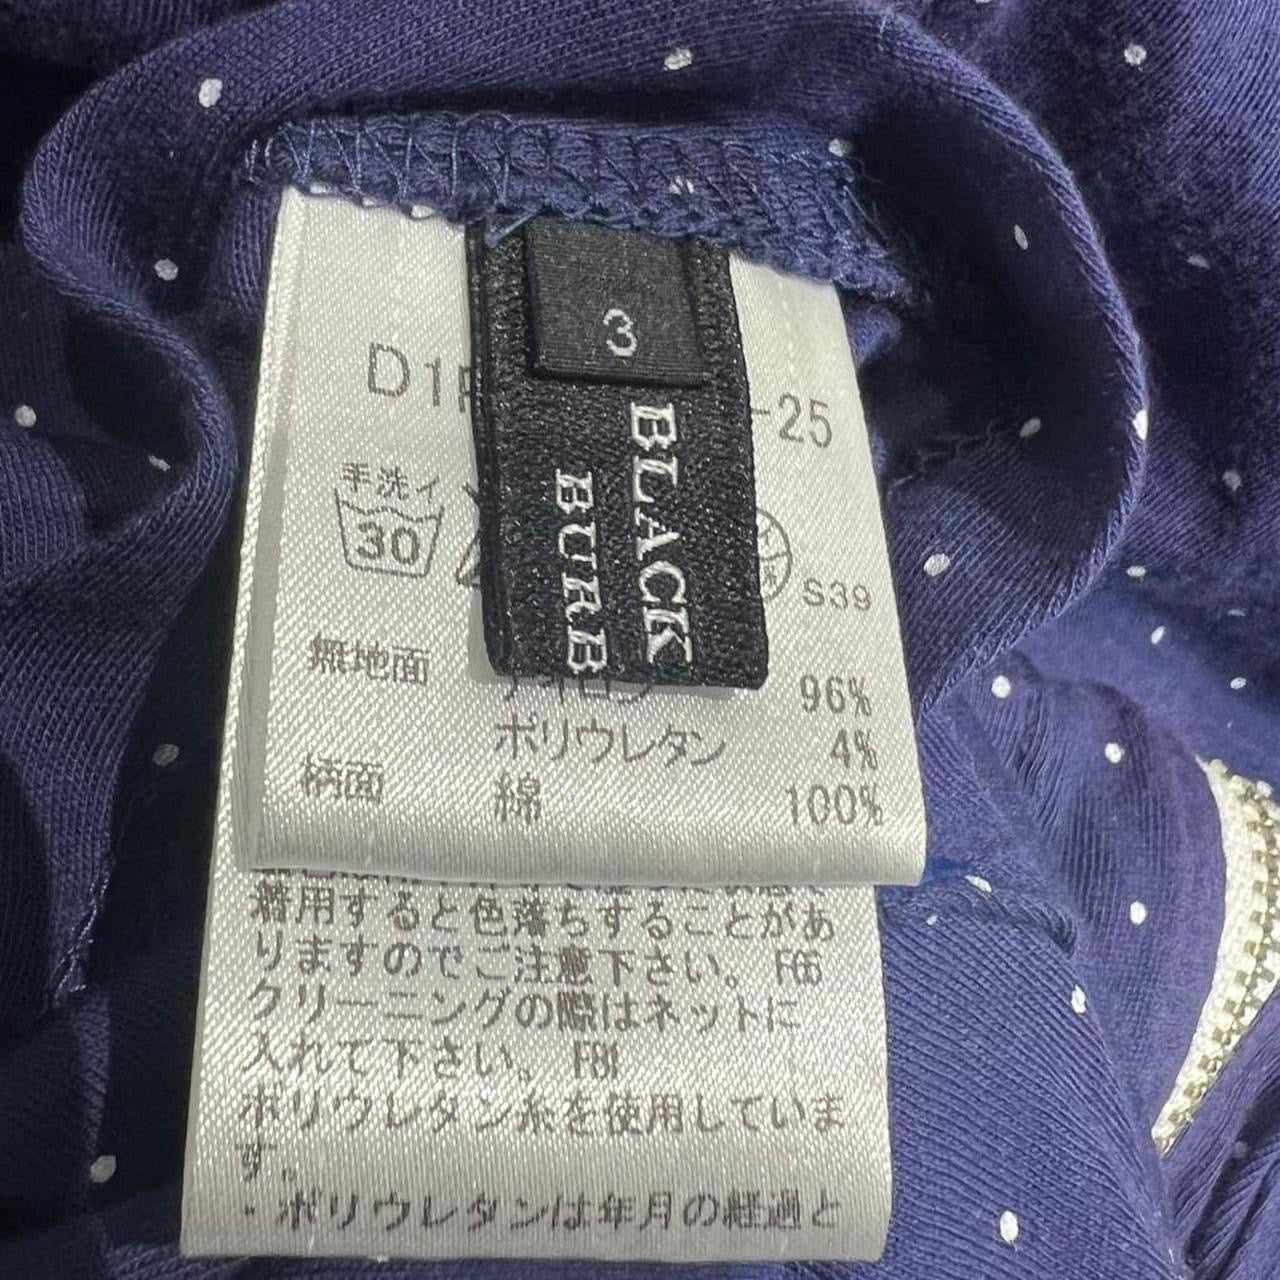 3
BLACK
BURB
D1
-25
手洗イ
30
S39
無地面
96%
ポリウレタン 4%
柄面 綿 100%
着用すると色落ちすることがあ
りますのでご注意下さい。 F66
クリーニングの際はネットに
入れて下さい。 F81
ポリウレタン糸を使用していま
す。
・ポリウレタンは年月の経過と